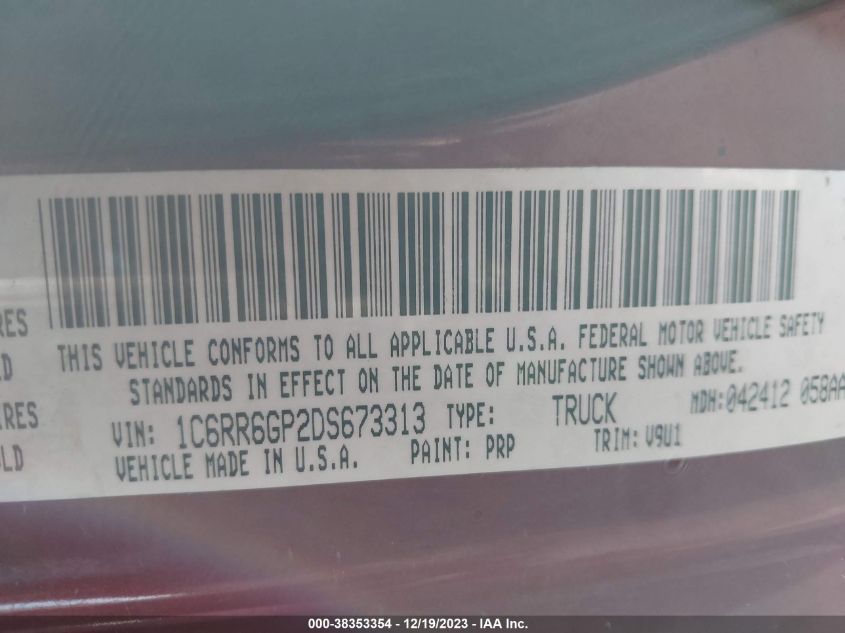 THIS VEHICLE CONFORMS TO ALL APPLICABLE U.S.A. FEDERAL MOTOR VEHICLE SAFETY
STANDARDS IN EFFECT ON THE DATE OF MANUFACTURE SHOWN ABOVE.
VIN: 1C6RR6GP2DS673313 TYPE: TRUCK MDH: 042412 058AA
VEHICLE MADE IN U.S.A. PAINT: PRP TRIM: V9U1
RES
LD
IRES
OLD
000-38353354 - 12/19/2023 - IAA Inc.